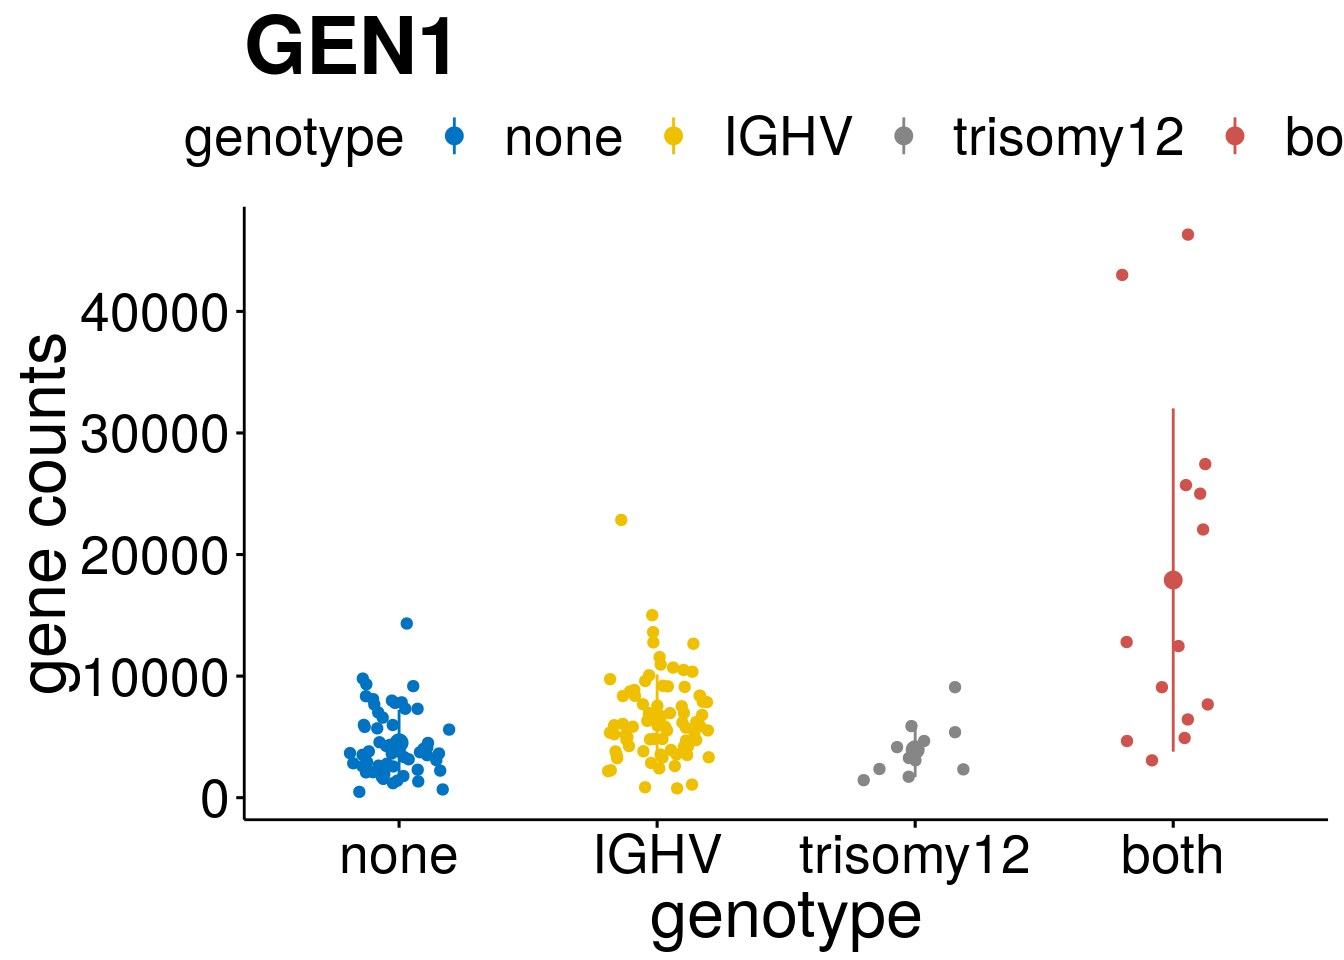 GEN1
genotype none IGHV trisomy12 bo
gene counts
40000
30000
20000
10000
0
none IGHV trisomy12 both
genotype